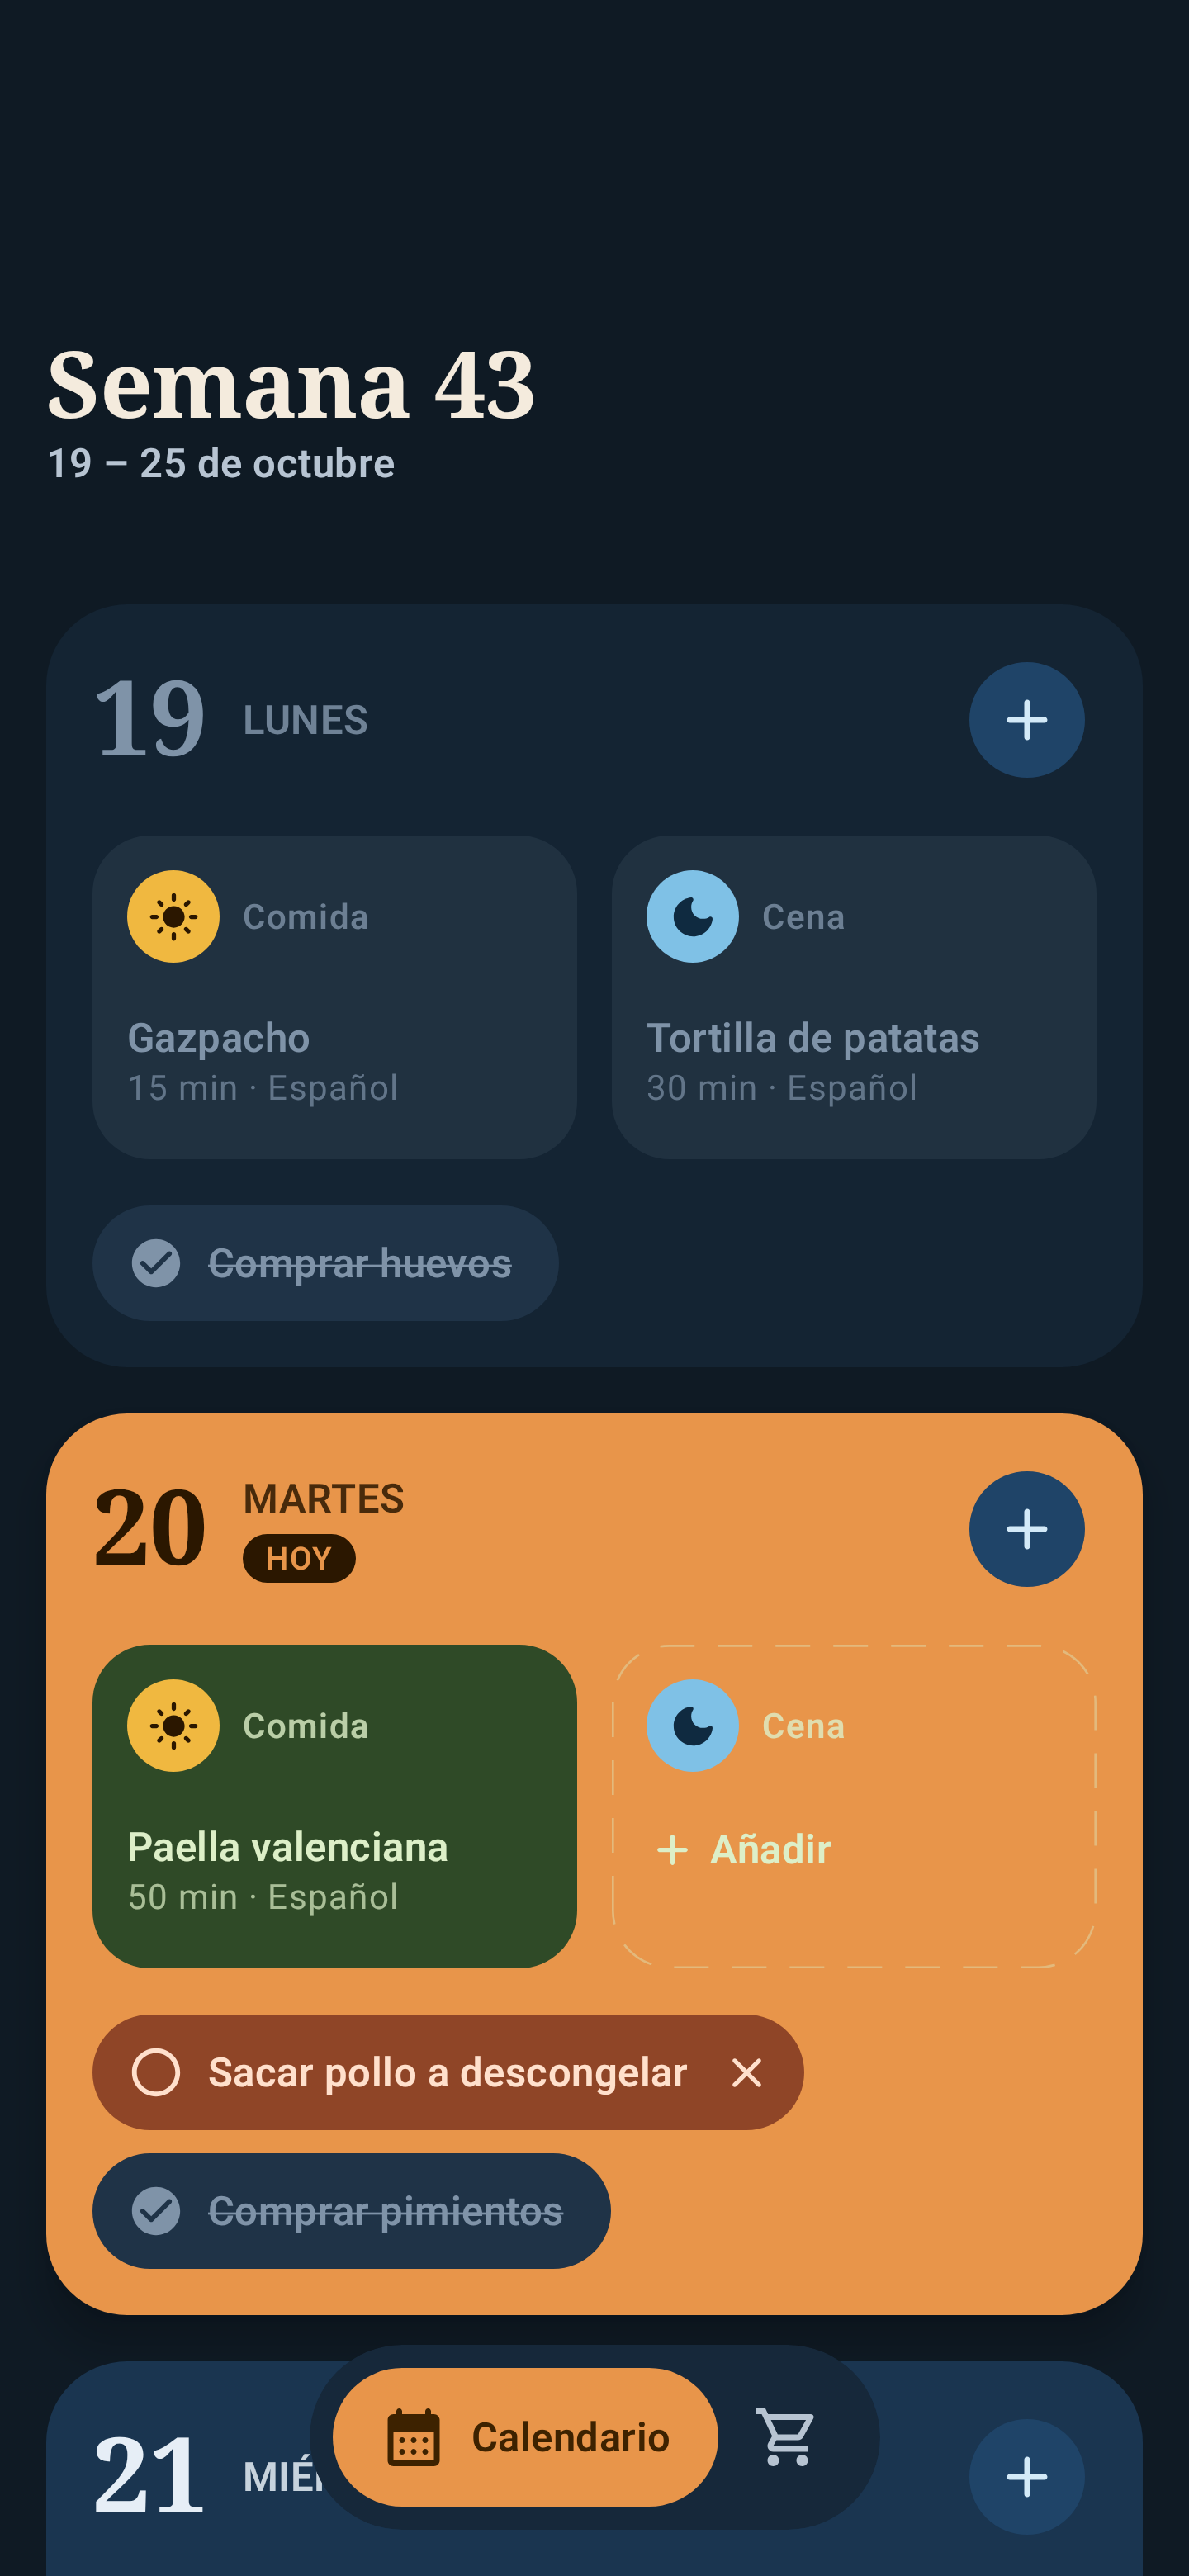 Semana 43
19 – 25 de octubre
19 LUNES
Comida
Cena
Gazpacho
15 min · Español
Tortilla de patatas
30 min · Español
Comprar huevos
20 MARTES
HOY
Comida
Cena
Paella valenciana
50 min · Español
Añadir
Sacar pollo a descongelar
Comprar pimientos
21
Calendario